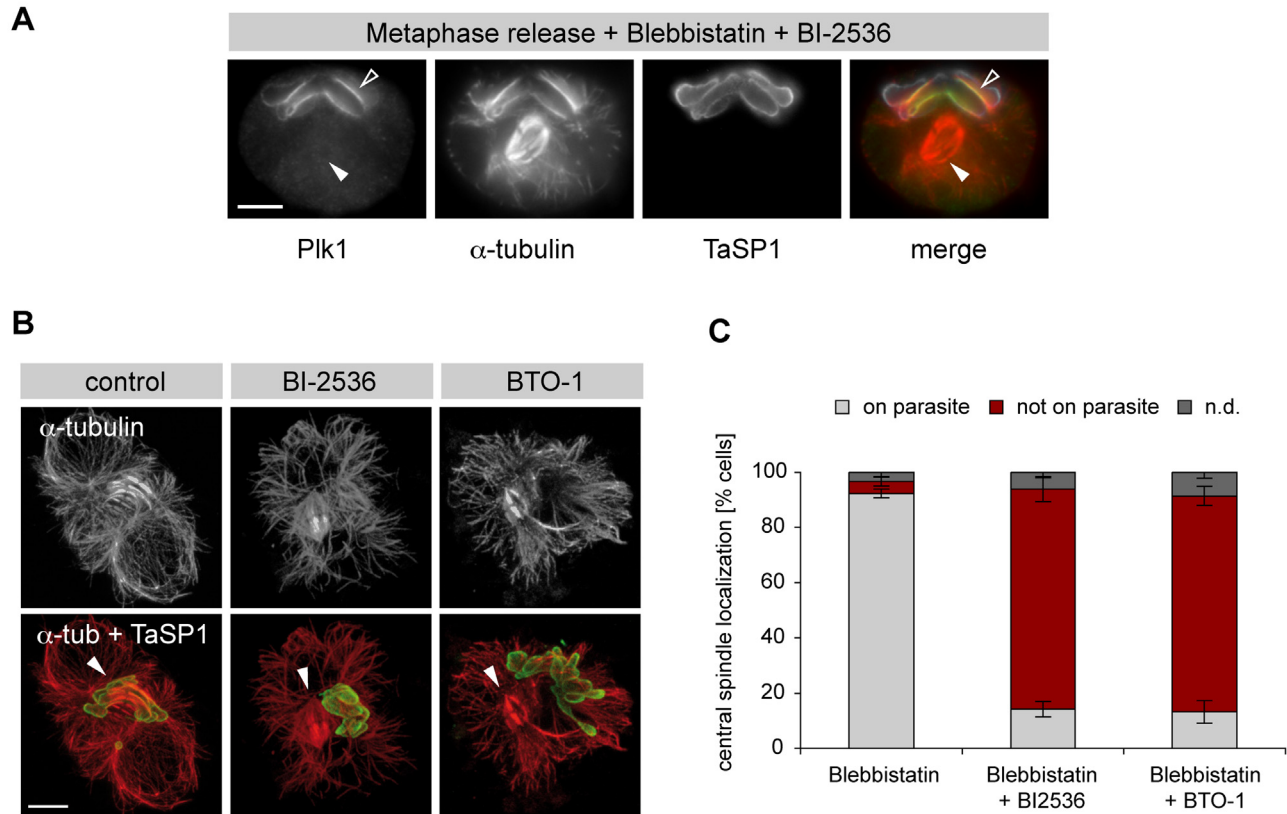 A
Metaphase release + Blebbistatin + BI-2536
Plk1
α-tubulin
TaSP1
merge
B
control
BI-2536
BTO-1
α-tubulin
α-tub + TaSP1
C
on parasite
not on parasite
n.d.
central spindle localization [% cells]
100
80
60
40
20
0
Blebbistatin
Blebbistatin
+ BI2536
Blebbistatin
+ BTO-1